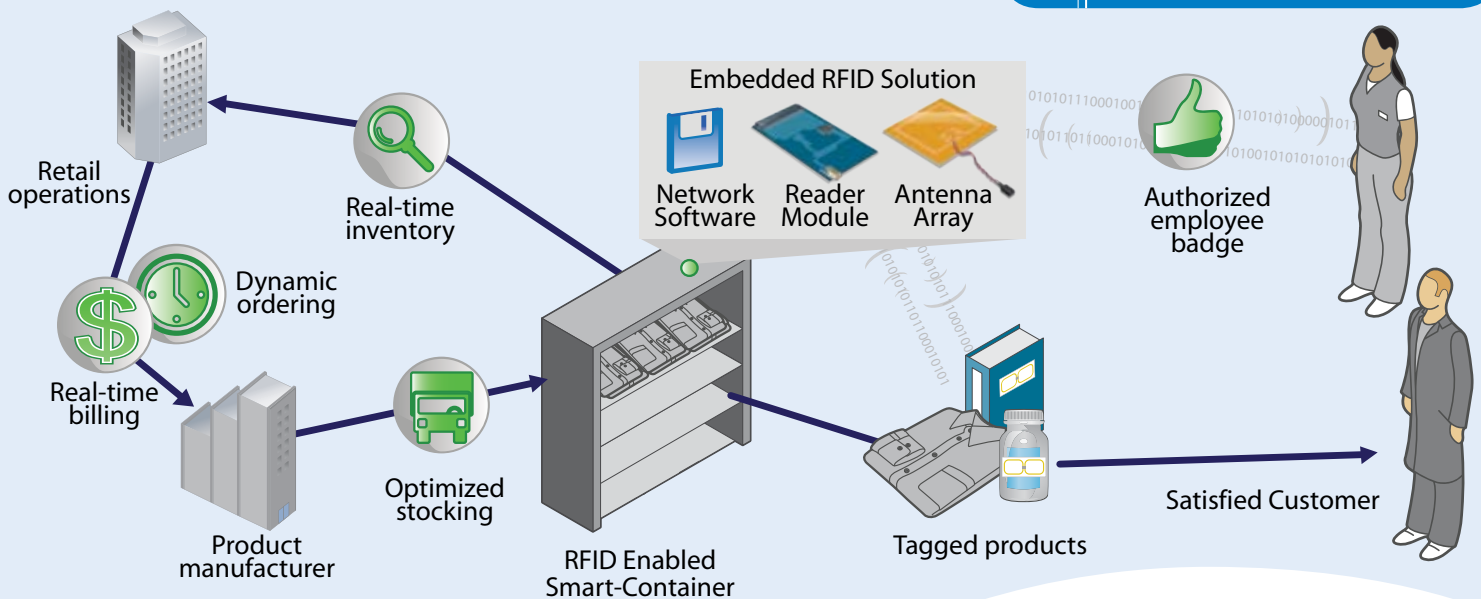 Embedded RFID Solution
Network
Software
Reader
Module
Antenna
Array
Retail
operations
Real-time
inventory
Authorized
employee
badge
Dynamic
ordering
Real-time
billing
Optimized
stocking
Product
manufacturer
RFID Enabled
Smart-Container
Tagged products
Satisfied Customer